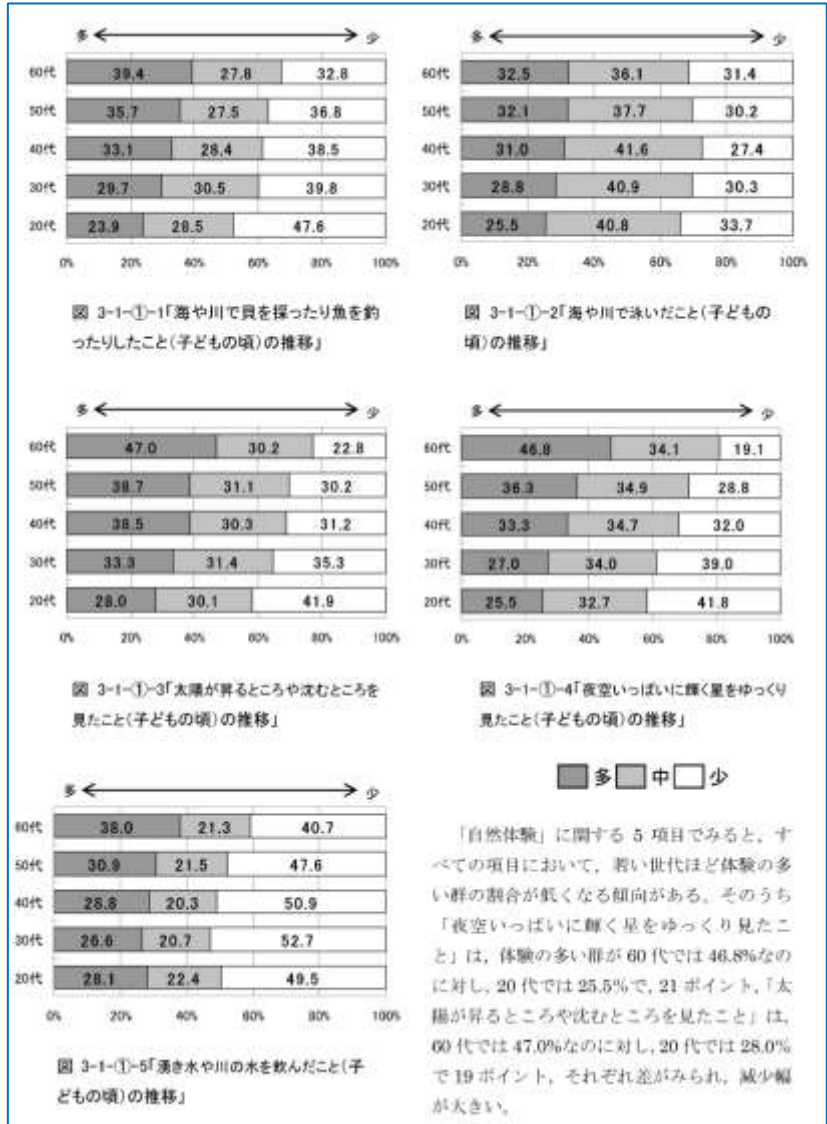 多 少
60代 39.4 27.8 32.8
50代 35.7 27.5 36.8
40代 33.1 28.4 38.5
30代 29.7 30.5 39.8
20代 23.9 28.5 47.6
0% 20% 40% 60% 80% 100%
図 3-1-①-1「海や川で貝を採ったり魚を釣
ったりしたこと(子どもの頃)の推移」
多 少
60代 32.5 36.1 31.4
50代 32.1 37.7 30.2
40代 31.0 41.6 27.4
30代 28.8 40.9 30.3
20代 25.5 40.8 33.7
0% 20% 40% 60% 80% 100%
図 3-1-①-2「海や川で泳いだこと(子どもの
頃)の推移」
多 少
60代 47.0 30.2 22.8
50代 38.7 31.1 30.2
40代 38.5 30.3 31.2
30代 33.3 31.4 35.3
20代 28.0 30.1 41.9
0% 20% 40% 60% 80% 100%
図 3-1-①-3「太陽が昇るところや沈むところを
見たこと(子どもの頃)の推移」
多 少
60代 46.8 34.1 19.1
50代 36.3 34.9 28.8
40代 33.3 34.7 32.0
30代 27.0 34.0 39.0
20代 25.5 32.7 41.8
0% 20% 40% 60% 80% 100%
図 3-1-①-4「夜空いっぱいに輝く星をゆっくり
見たこと(子どもの頃)の推移」
多 中 少
多 少
60代 38.0 21.3 40.7
50代 30.9 21.5 47.6
40代 28.8 20.3 50.9
30代 26.6 20.7 52.7
20代 28.1 22.4 49.5
0% 20% 40% 60% 80% 100%
図 3-1-①-5「湧き水や川の水を飲んだこと(子
どもの頃)の推移」
「自然体験」に関する 5 項目でみると、す
べての項目において、若い世代ほど体験の多
い群の割合が低くなる傾向がある。そのうち
「夜空いっぱいに輝く星をゆっくり見たこ
と」は、体験の多い群が 60 代では 46.8%なの
に対し、20 代では 25.5%で、21 ポイント、「太
陽が昇るところや沈むところを見たこと」は、
60 代では 47.0%なのに対し、20 代では 28.0%
で 19 ポイント、それぞれ差がみられ、減少幅
が大きい。